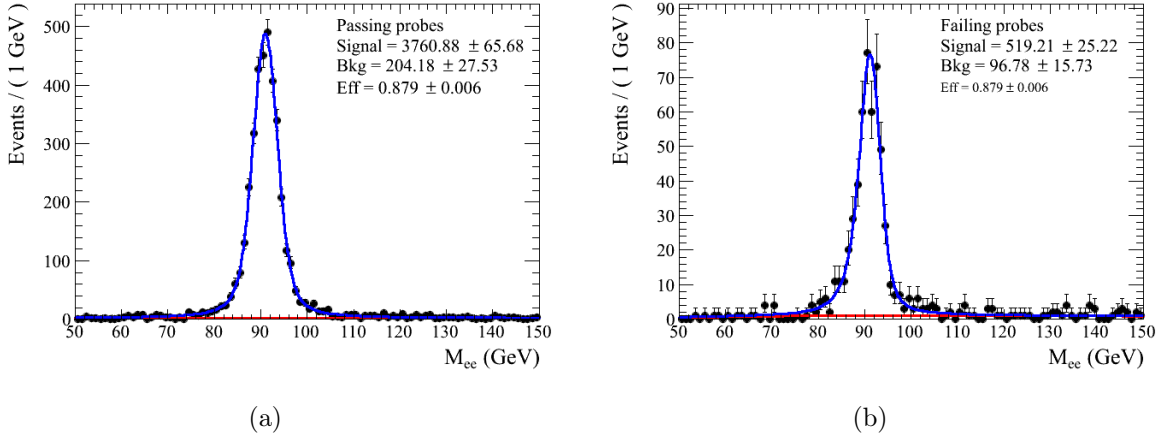 Events / ( 1 GeV )
500
400
300
200
100
0
Passing probes
Signal = 3760.88 ± 65.68
Bkg = 204.18 ± 27.53
Eff = 0.879 ± 0.006
50 60 70 80 90 100 110 120 130 140 150
M_ee (GeV)
(a)
Events / ( 1 GeV )
90
80
70
60
50
40
30
20
10
0
Failing probes
Signal = 519.21 ± 25.22
Bkg = 96.78 ± 15.73
Eff = 0.879 ± 0.006
50 60 70 80 90 100 110 120 130 140 150
M_ee (GeV)
(b)